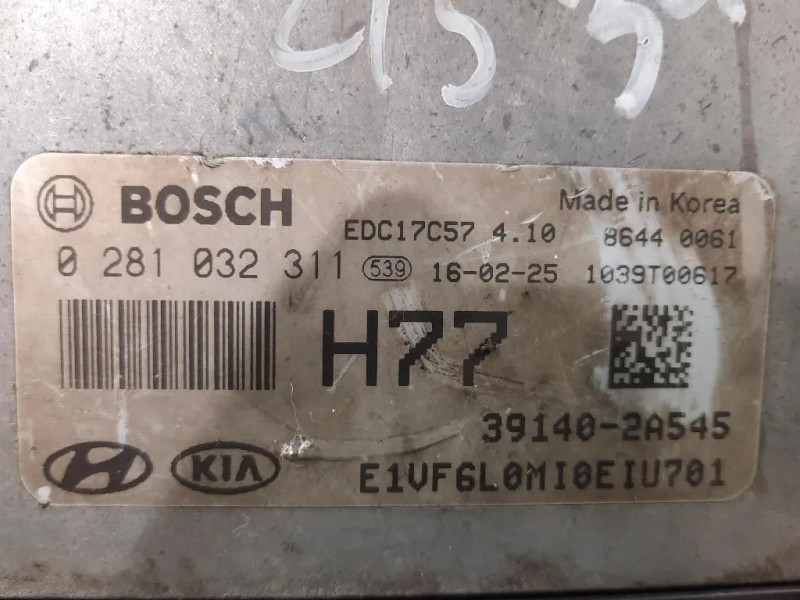 BOSCH
Made in Korea
EDC17C57 4.10 8644 0061
0 281 032 311 539 16-02-25 1039T00617
H77
39140-2A545
KIA
E1VF6L0MI0EIU701